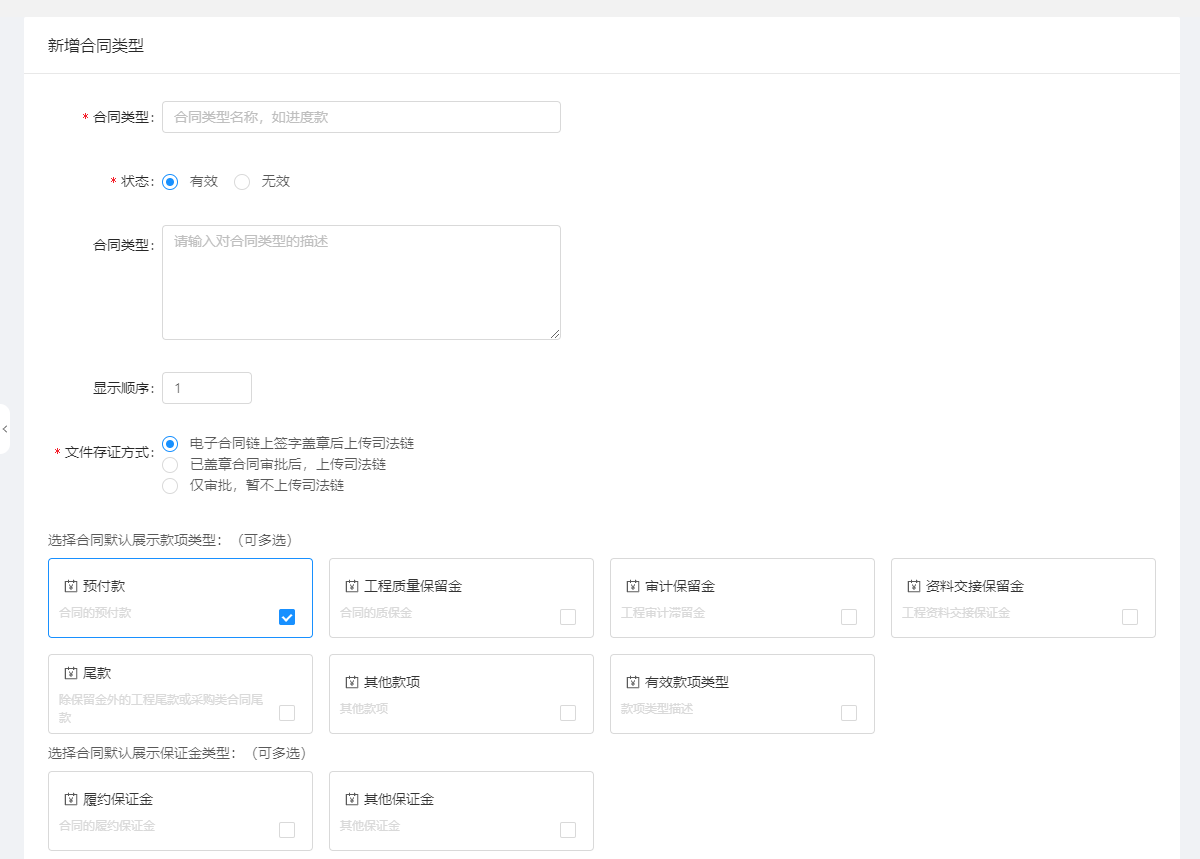 新增合同类型
* 合同类型: 合同类型名称，如进度款
* 状态: 有效 无效
合同类型: 请输入对合同类型的描述
显示顺序: 1
* 文件存证方式: 电子合同链上签字盖章后上传司法链
已盖章合同审批后，上传司法链
仅审批，暂不上传司法链
选择合同默认展示款项类型: （可多选）
预付款 工程质量保留金 审计保留金 资料交接保留金
合同的预付款 合同的质保金 工程审计滞留金 工程资料交接保证金
尾款 其他款项 有效款项类型
除保留金外的工程尾款或采购类合同尾
款 其他款项 款项类型描述
选择合同默认展示保证金类型: （可多选）
履约保证金 其他保证金
合同的履约保证金 其他保证金